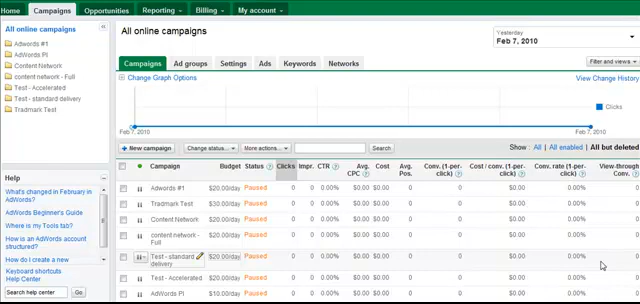 Home Campaigns Opportunities Reporting Billing My account
All online campaigns
Adwords #1
AdWords PI
Content Network
content network - Full
Test - Accelerated
Test - standard delivery
Tradmark Test
All online campaigns
Yesterday
Feb 7, 2010
Campaigns Ad groups Settings Ads Keywords Networks
Filter and views
Change Graph Options View Change History
Clicks
Feb 7, 2010 Feb 7, 2010
New campaign Change status... More actions... Search Show : All | All enabled | All but deleted
Campaign Budget Status ? Clicks Impr. CTR ? Avg. CPC ? Cost Avg. Pos. Conv. (1-per-click) ? Cost / conv. (1-per-click) ? Conv. rate (1-per-click) ? View-through Conv. ?
Adwords #1 $20.00/day Paused 0 0 0.00% $0.00 $0.00 0 0 $0.00 0.00% 0
Tradmark Test $30.00/day Paused 0 0 0.00% $0.00 $0.00 0 0 $0.00 0.00% 0
Content Network $20.00/day Paused 0 0 0.00% $0.00 $0.00 0 0 $0.00 0.00% 0
content network - Full $20.00/day Paused 0 0 0.00% $0.00 $0.00 0 0 $0.00 0.00% 0
Test - standard delivery $20.00/day Paused 0 0 0.00% $0.00 $0.00 0 0 $0.00 0.00% 0
Test - Accelerated $20.00/day Paused 0 0 0.00% $0.00 $0.00 0 0 $0.00 0.00% 0
AdWords PI $10.00/day Paused 0 0 0.00% $0.00 $0.00 0 0 $0.00 0.00% 0
Help
What's changed in February in AdWords?
AdWords Beginner's Guide
Where is my Tools tab?
How is an AdWords account structured?
How do I create a new
Keyboard shortcuts
Help Center
Search help center Go